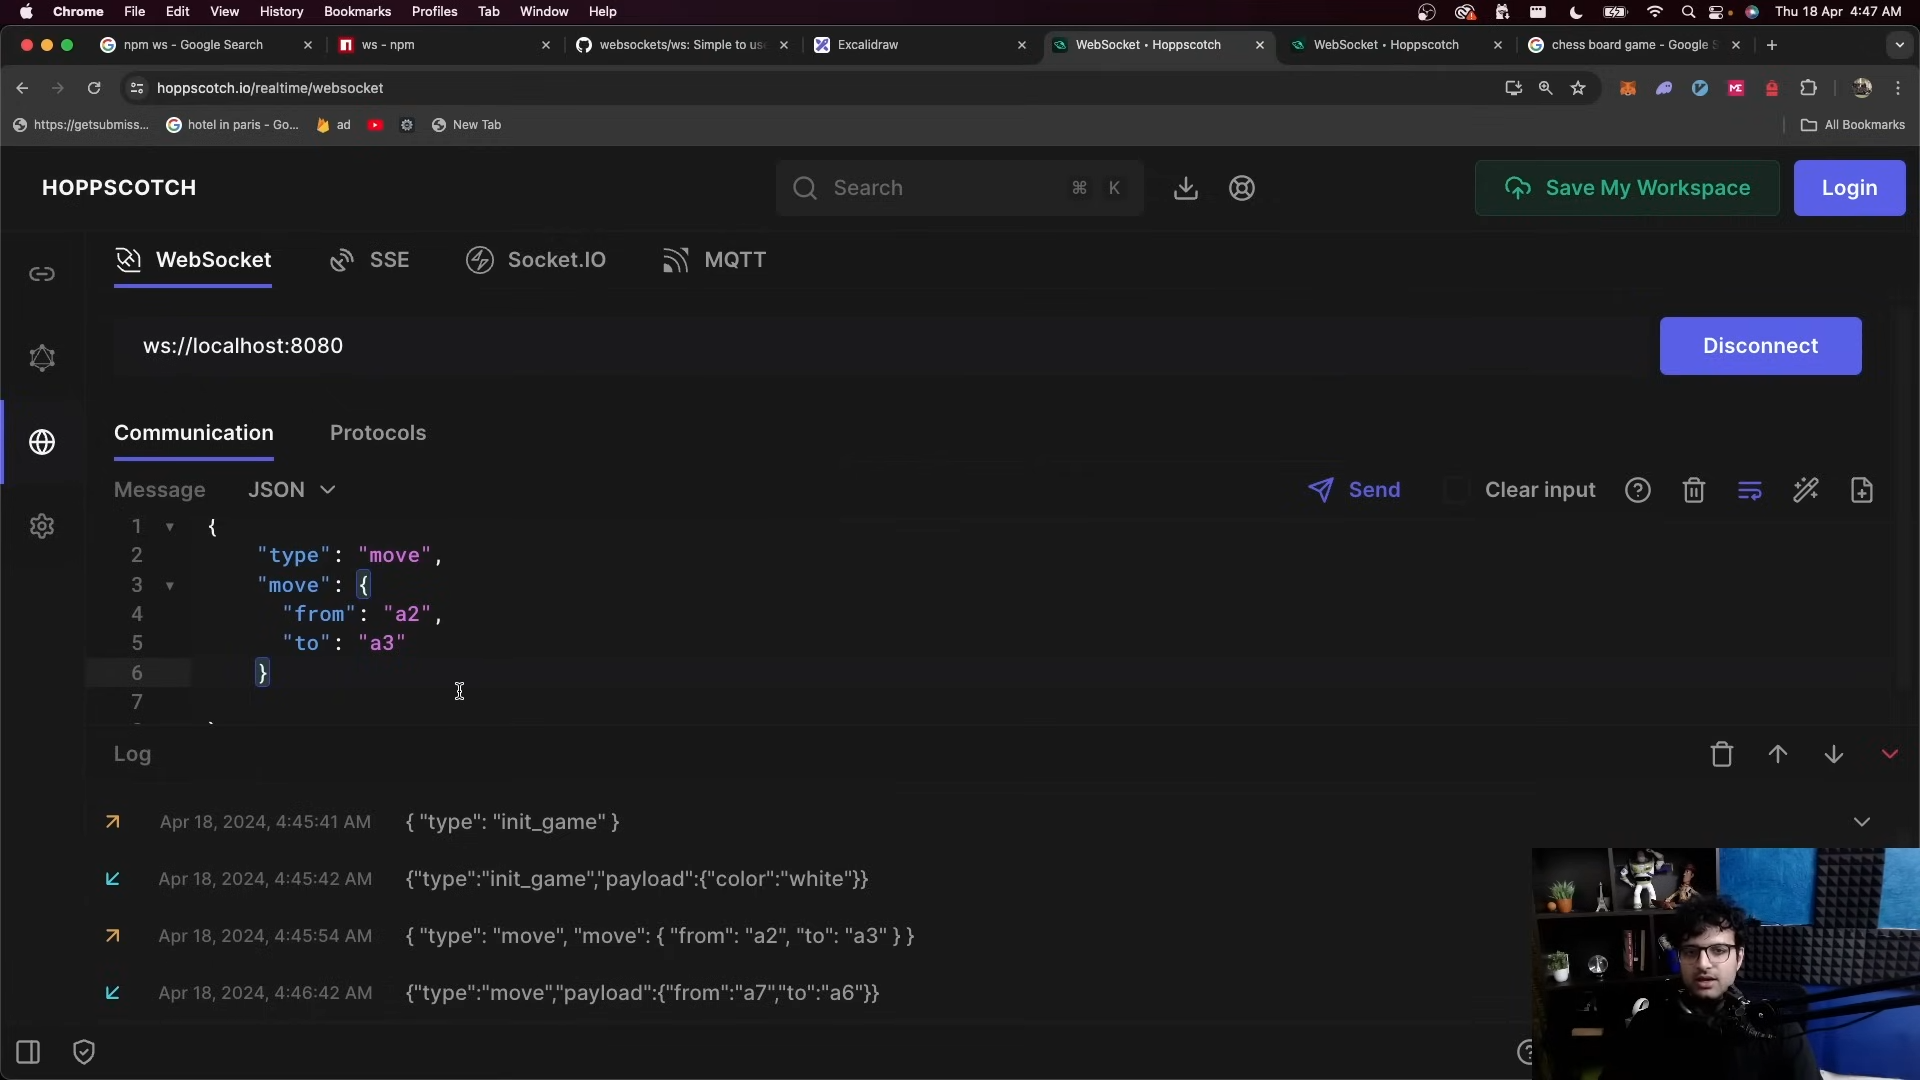 Chrome File Edit View History Bookmarks Profiles Tab Window Help Thu 18 Apr 4:47 AM
npm ws - Google Search
ws - npm
websockets/ws: Simple to us
Excalidraw
WebSocket • Hoppscotch
WebSocket • Hoppscotch
chess board game - Google S
hoppscotch.io/realtime/websocket
https://getsubmiss...
hotel in paris - Go...
ad
New Tab
All Bookmarks
HOPPSCOTCH
Search ⌘ K
Save My Workspace
Login
WebSocket SSE Socket.IO MQTT
ws://localhost:8080
Disconnect
Communication Protocols
Message JSON Send Clear input
1 {
2 "type": "move",
3 "move": {
4 "from": "a2",
5 "to": "a3"
6 }
7
Log
Apr 18, 2024, 4:45:41 AM { "type": "init_game" }
Apr 18, 2024, 4:45:42 AM {"type":"init_game","payload":{"color":"white"}}
Apr 18, 2024, 4:45:54 AM { "type": "move", "move": { "from": "a2", "to": "a3" } }
Apr 18, 2024, 4:46:42 AM {"type":"move","payload":{"from":"a7","to":"a6"}}